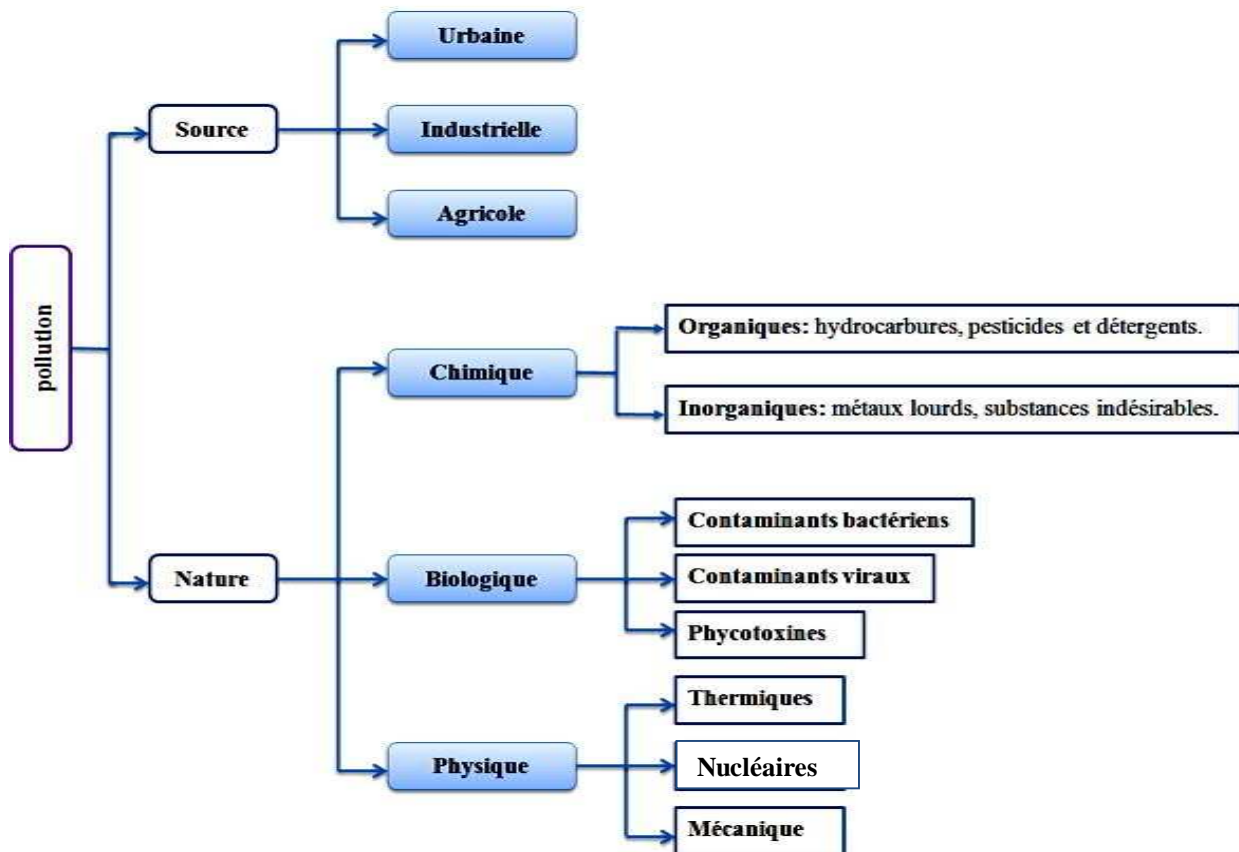 pollution
Source
Urbaine
Industrielle
Agricole
Nature
Chimique
Organiques: hydrocarbures, pesticides et détergents.
Inorganiques: métaux lourds, substances indésirables.
Biologique
Contaminants bactériens
Contaminants viraux
Phycotoxines
Physique
Thermiques
Nucléaires
Mécanique